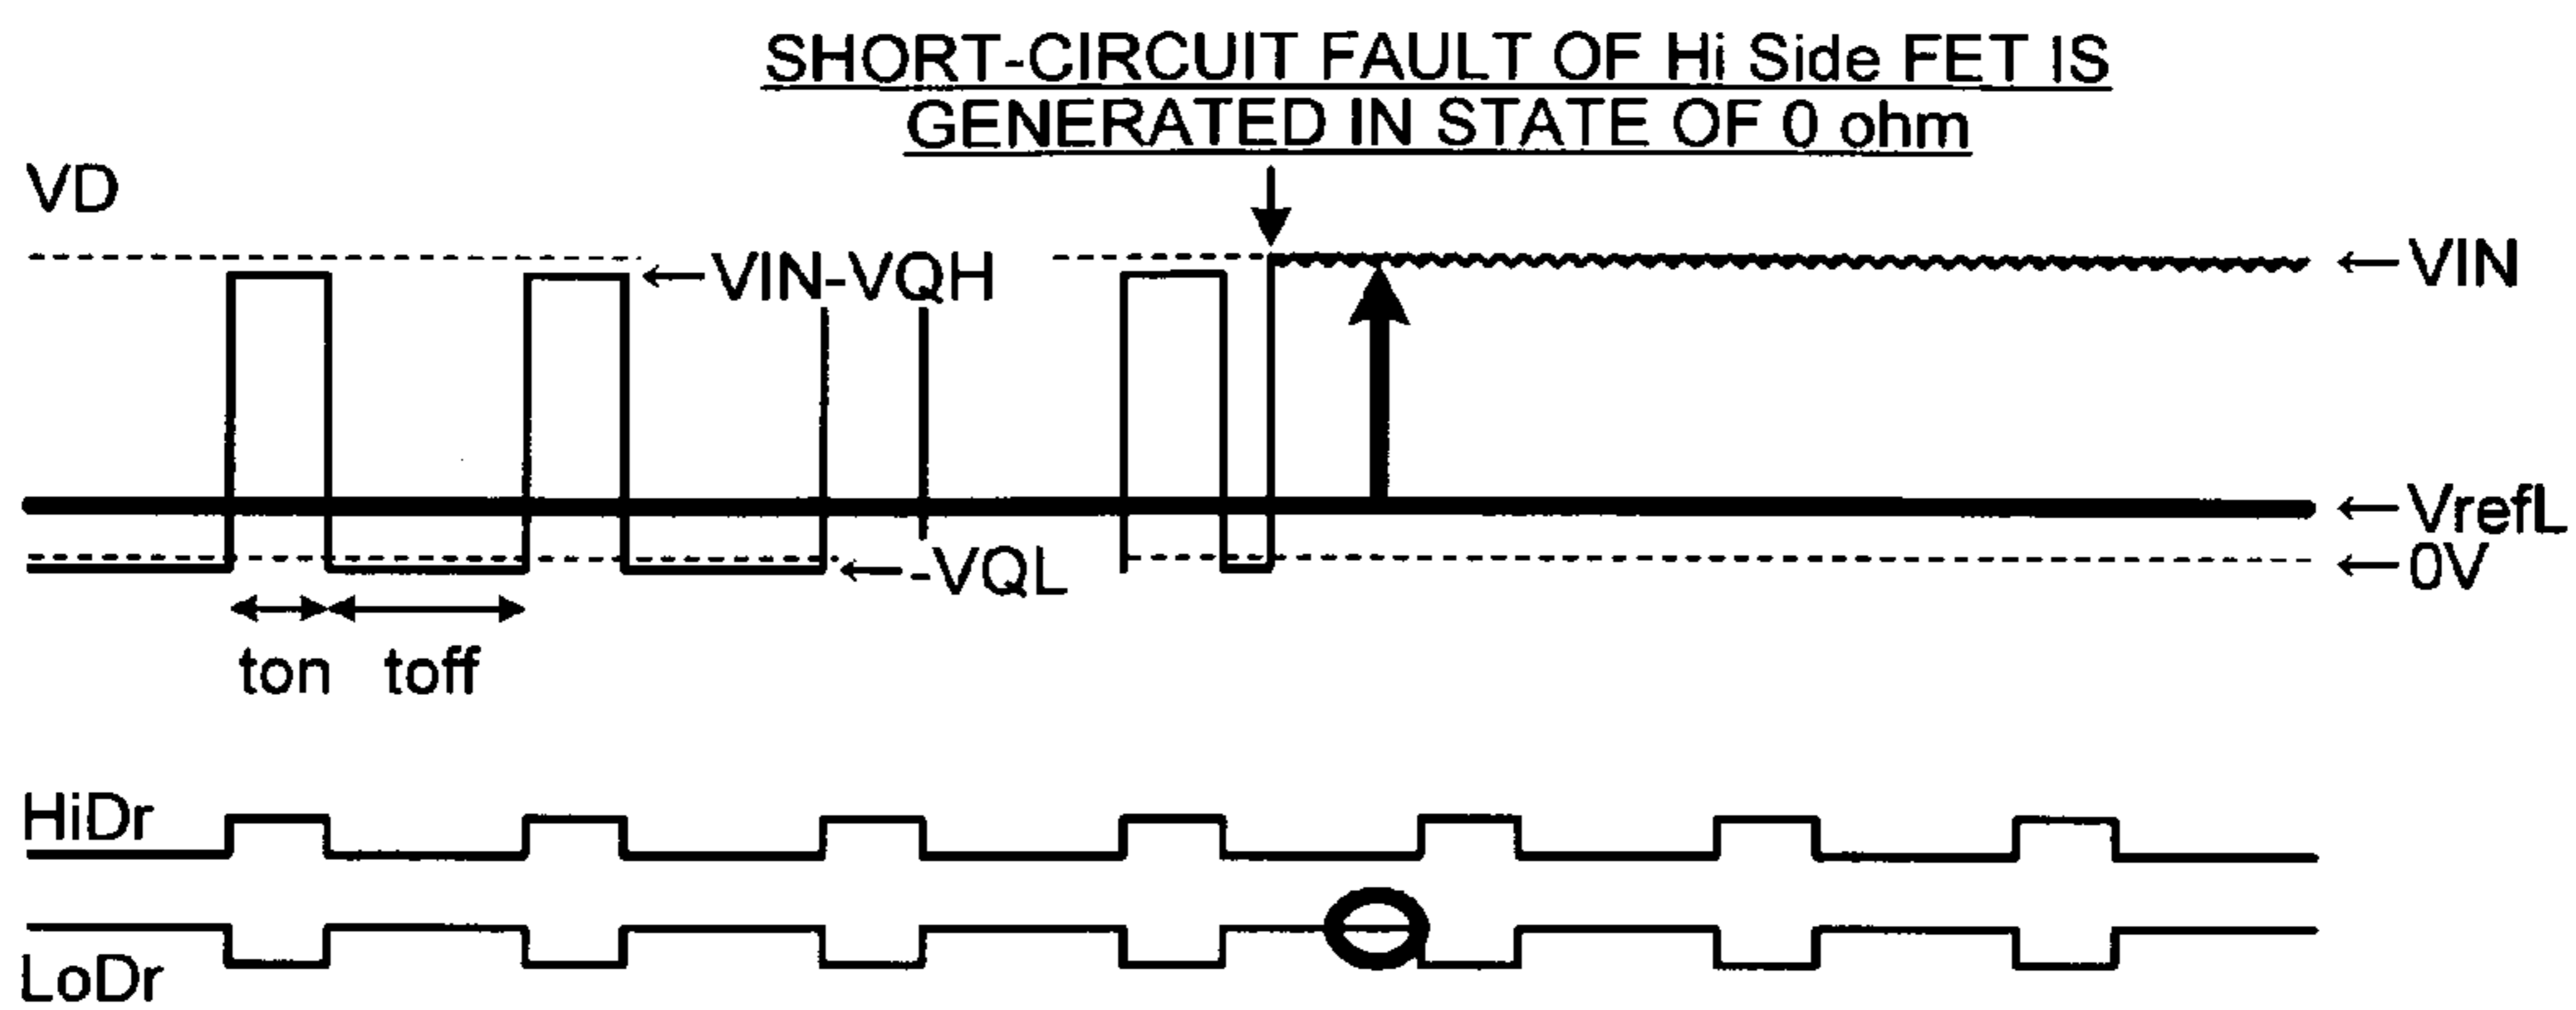 SHORT-CIRCUIT FAULT OF Hi Side FET IS
GENERATED IN STATE OF 0 ohm
VD
←VIN-VQH
←VIN
←VrefL
←0V
←-VQL
ton
toff
HiDr
LoDr